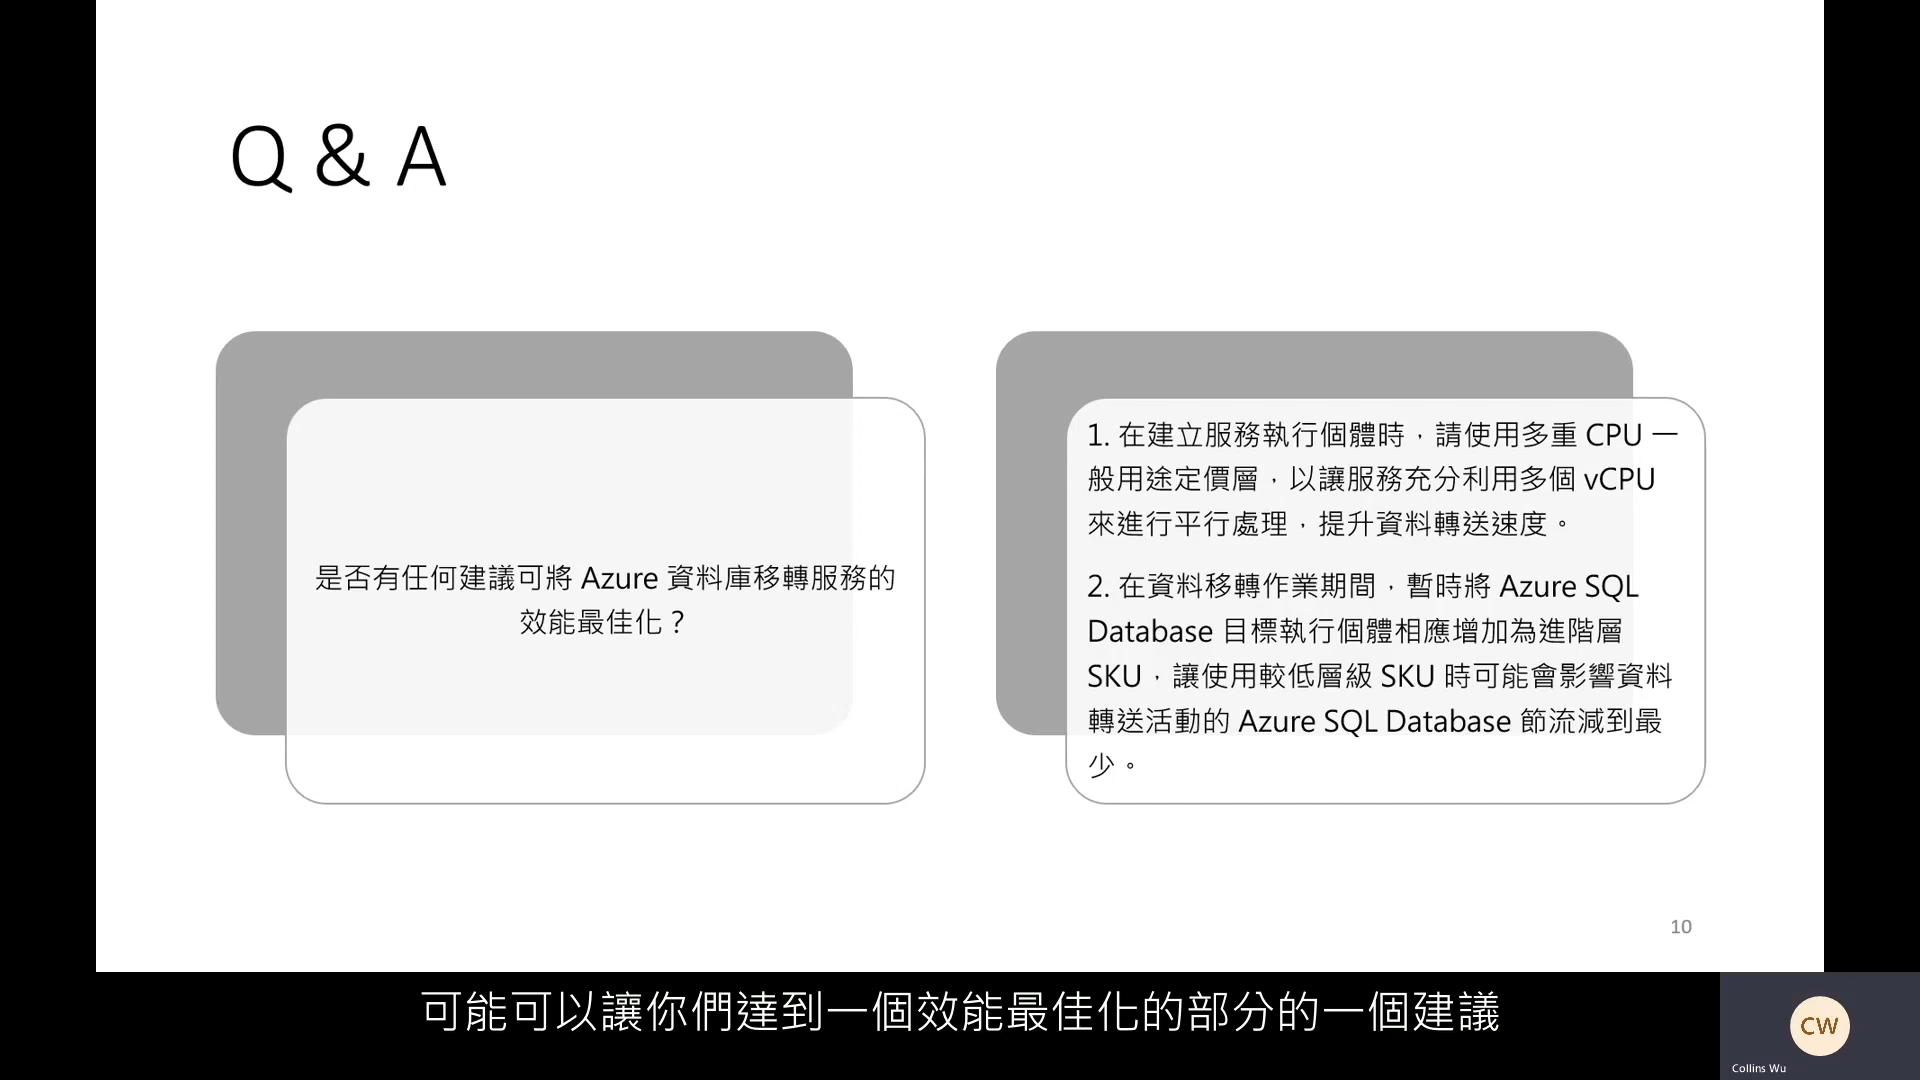 Q & A
是否有任何建議可將 Azure 資料庫移轉服務的
效能最佳化？
1. 在建立服務執行個體時，請使用多重 CPU 一
般用途定價層，以讓服務充分利用多個 vCPU
來進行平行處理，提升資料轉送速度。
2. 在資料移轉作業期間，暫時將 Azure SQL
Database 目標執行個體相應增加為進階層
SKU，讓使用較低層級 SKU 時可能會影響資料
轉送活動的 Azure SQL Database 節流減到最
少。
10
可能可以讓你們達到一個效能最佳化的部分的一個建議
CW
Collins Wu